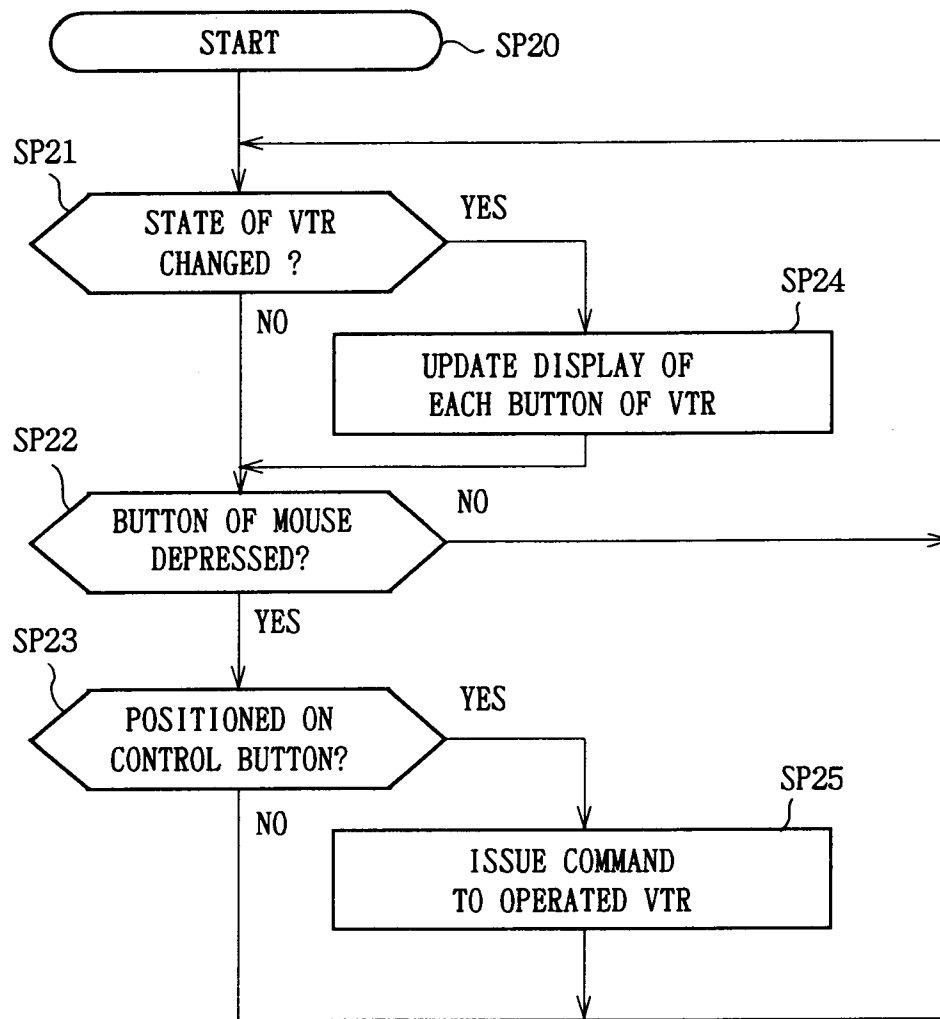 START
SP20
SP21
STATE OF VTR
CHANGED ?
YES
NO
SP24
UPDATE DISPLAY OF
EACH BUTTON OF VTR
SP22
BUTTON OF MOUSE
DEPRESSED?
NO
YES
SP23
POSITIONED ON
CONTROL BUTTON?
YES
NO
SP25
ISSUE COMMAND
TO OPERATED VTR